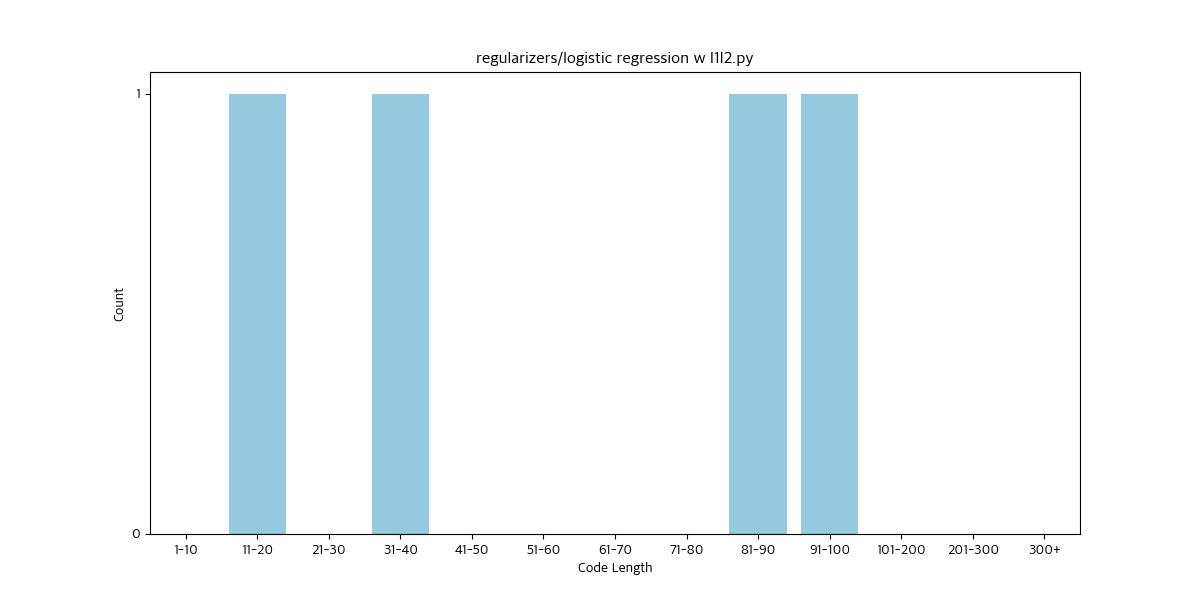 regularizers/logistic regression w l1l2.py
Count
1
0
1-10 11-20 21-30 31-40 41-50 51-60 61-70 71-80 81-90 91-100 101-200 201-300 300+
Code Length